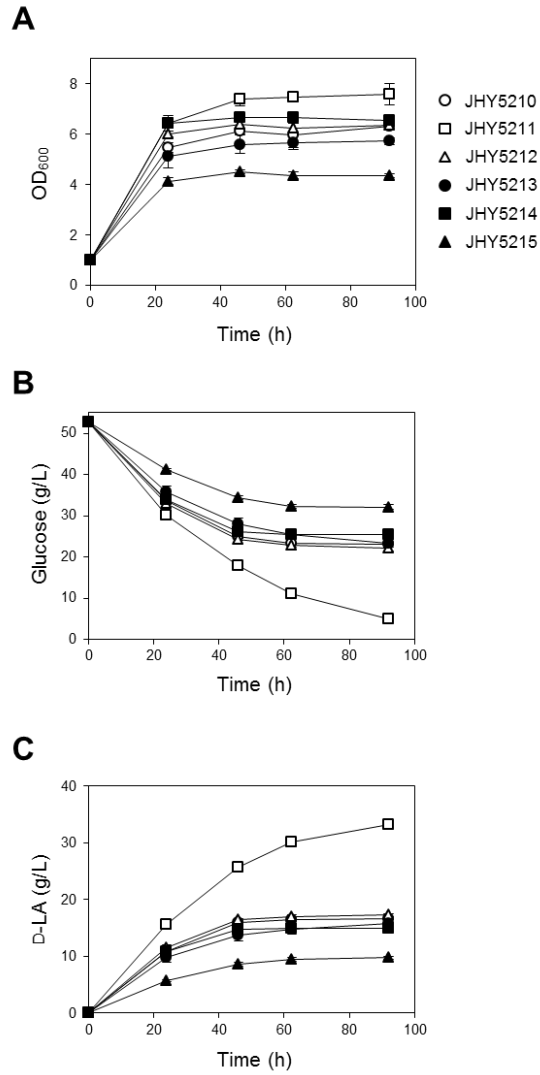 A
8
6
4
2
0
OD600
0 20 40 60 80 100
Time (h)
JHY5210
JHY5211
JHY5212
JHY5213
JHY5214
JHY5215
B
50
40
30
20
10
0
Glucose (g/L)
0 20 40 60 80 100
Time (h)
C
40
30
20
10
0
D-LA (g/L)
0 20 40 60 80 100
Time (h)